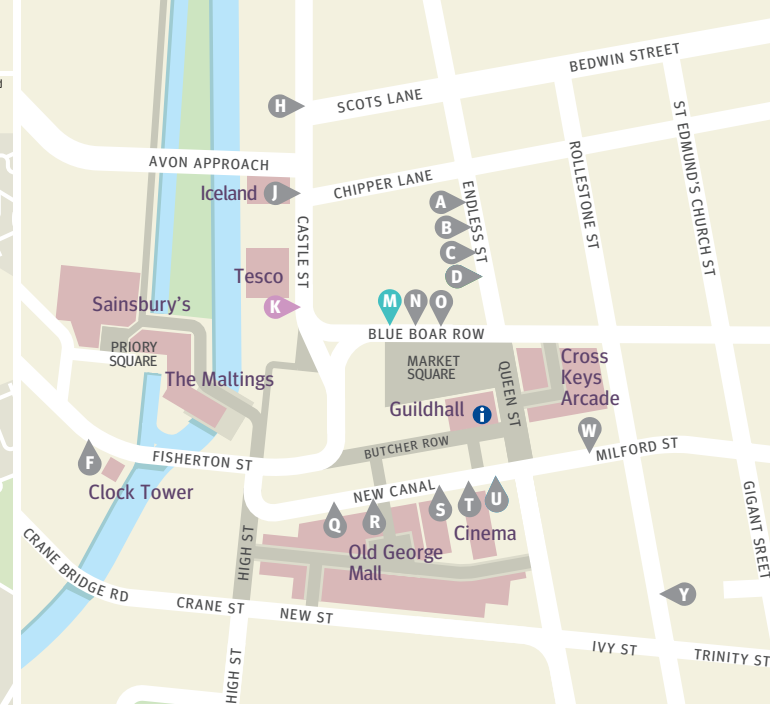 BEDWIN STREET
SCOTS LANE
H
ST EDMUND'S CHURCH ST
AVON APPROACH
ROLLESTONE ST
CHIPPER LANE
Iceland
J
ENDLESS ST
A
B
C
D
CASTLE ST
Tesco
K
M
N
O
Sainsbury's
BLUE BOAR ROW
PRIORY
SQUARE
MARKET
SQUARE
QUEEN ST
Cross
Keys
Arcade
The Maltings
Guildhall
i
W
MILFORD ST
BUTCHER ROW
F
FISHERTON ST
Clock Tower
NEW CANAL
Q
R
S
T
U
Cinema
GIGANT SREET
HIGH ST
Old George
Mall
CRANE BRIDGE RD
CRANE ST
NEW ST
Y
IVY ST
TRINITY ST
HIGH ST